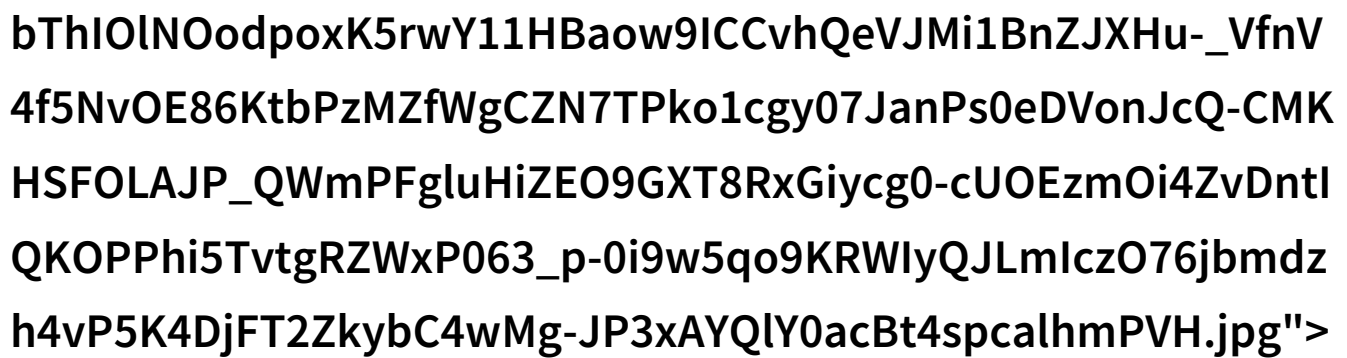 bThIOlNOodpoxK5rwY11HBaow9ICCvhQeVJMi1BnZJXHu-_VfnV
4f5NvOE86KtbPzMZfWgCZN7TPko1cgy07JanPs0eDVonJcQ-CMK
HSFOLAJP_QWmPFgluHiZEO9GXT8RxGiycg0-cUOEzmOi4ZvDntI
QKOPPhi5TvtgRZWxP063_p-0i9w5qo9KRWIyQJLmIczO76jbmdz
h4vP5K4DjFT2ZkybC4wMg-JP3xAYQlY0acBt4spcalhmPVH.jpg">